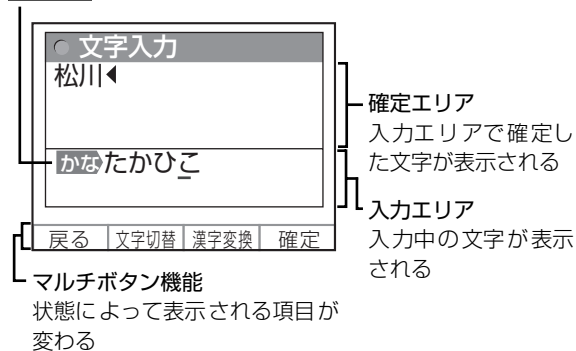 文字入力
松川
かな たかひこ
戻る 文字切替 漢字変換 確定
確定エリア
入力エリアで確定し
た文字が表示される
入力エリア
入力中の文字が表示
される
マルチボタン機能
状態によって表示される項目が
変わる